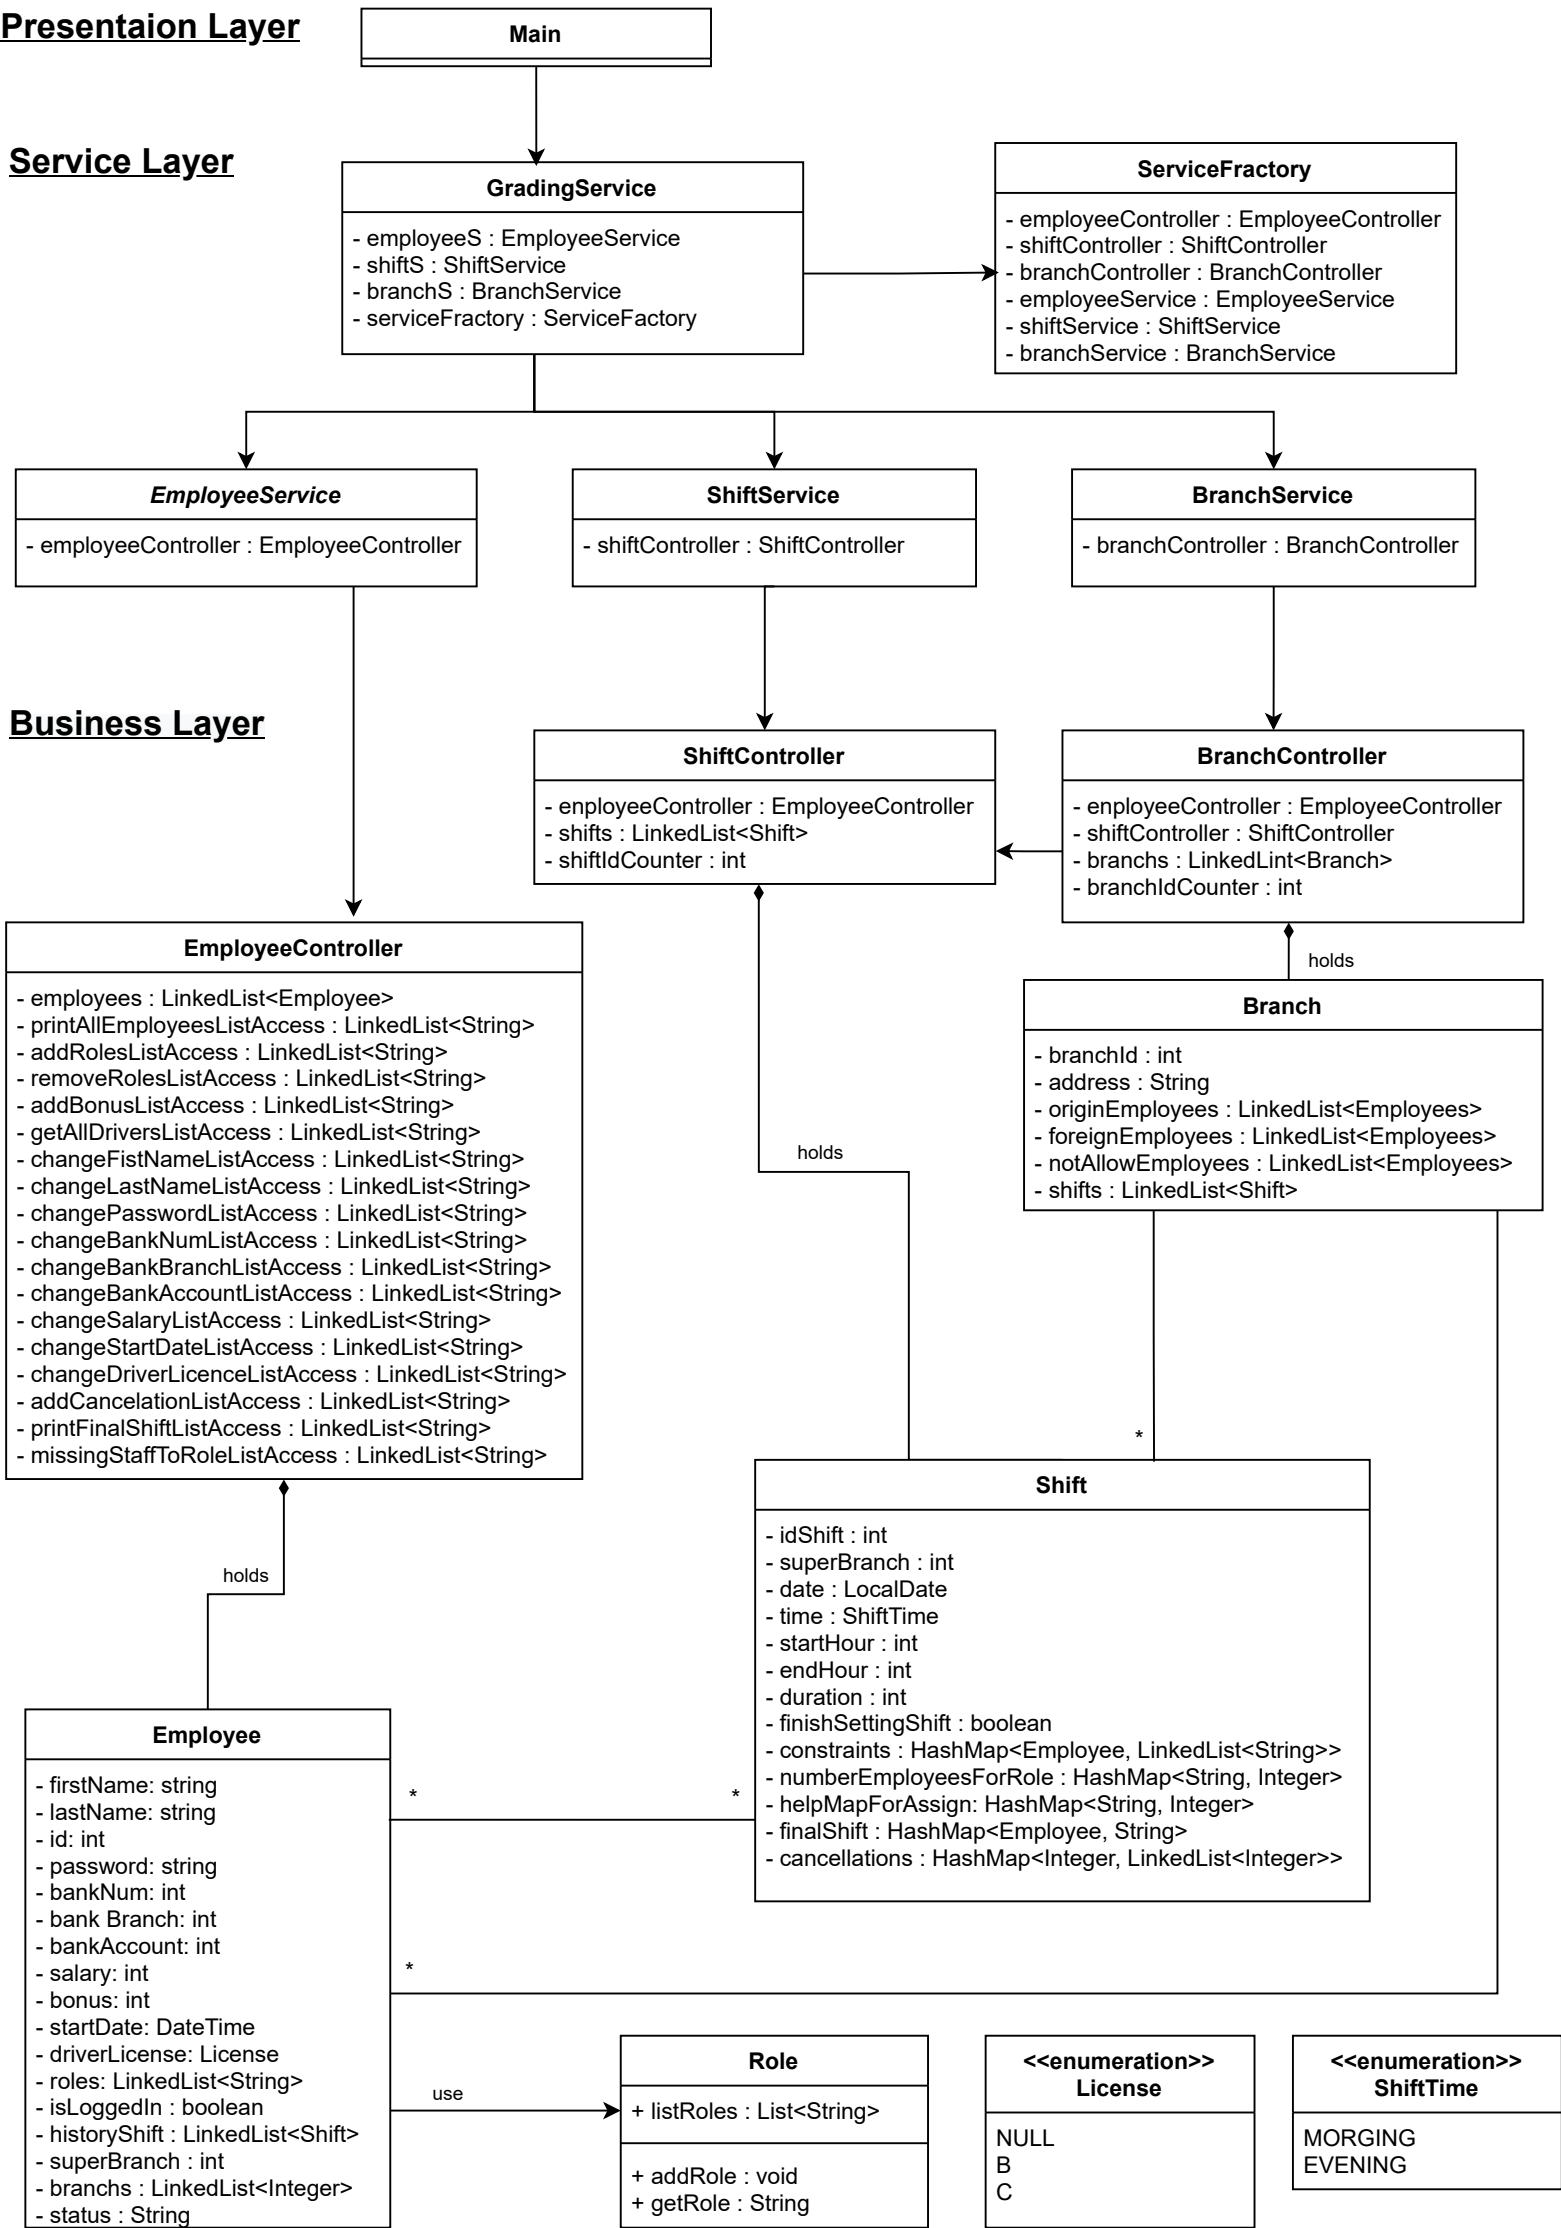 Presentaion Layer
Main
Service Layer
GradingService
- employeeS : EmployeeService
- shiftS : ShiftService
- branchS : BranchService
- serviceFractory : ServiceFactory
ServiceFractory
- employeeController : EmployeeController
- shiftController : ShiftController
- branchController : BranchController
- employeeService : EmployeeService
- shiftService : ShiftService
- branchService : BranchService
EmployeeService
- employeeController : EmployeeController
ShiftService
- shiftController : ShiftController
BranchService
- branchController : BranchController
Business Layer
ShiftController
- enployeeController : EmployeeController
- shifts : LinkedList<Shift>
- shiftIdCounter : int
BranchController
- enployeeController : EmployeeController
- shiftController : ShiftController
- branchs : LinkedLint<Branch>
- branchIdCounter : int
EmployeeController
- employees : LinkedList<Employee>
- printAllEmployeesListAccess : LinkedList<String>
- addRolesListAccess : LinkedList<String>
- removeRolesListAccess : LinkedList<String>
- addBonusListAccess : LinkedList<String>
- getAllDriversListAccess : LinkedList<String>
- changeFistNameListAccess : LinkedList<String>
- changeLastNameListAccess : LinkedList<String>
- changePasswordListAccess : LinkedList<String>
- changeBankNumListAccess : LinkedList<String>
- changeBankBranchListAccess : LinkedList<String>
- changeBankAccountListAccess : LinkedList<String>
- changeSalaryListAccess : LinkedList<String>
- changeStartDateListAccess : LinkedList<String>
- changeDriverLicenceListAccess : LinkedList<String>
- addCancelationListAccess : LinkedList<String>
- printFinalShiftListAccess : LinkedList<String>
- missingStaffToRoleListAccess : LinkedList<String>
holds
Branch
- branchId : int
- address : String
- originEmployees : LinkedList<Employees>
- foreignEmployees : LinkedList<Employees>
- notAllowEmployees : LinkedList<Employees>
- shifts : LinkedList<Shift>
holds
*
Shift
- idShift : int
- superBranch : int
- date : LocalDate
- time : ShiftTime
- startHour : int
- endHour : int
- duration : int
- finishSettingShift : boolean
- constraints : HashMap<Employee, LinkedList<String>>
- numberEmployeesForRole : HashMap<String, Integer>
- helpMapForAssign: HashMap<String, Integer>
- finalShift : HashMap<Employee, String>
- cancellations : HashMap<Integer, LinkedList<Integer>>
holds
Employee
- firstName: string
- lastName: string
- id: int
- password: string
- bankNum: int
- bank Branch: int
- bankAccount: int
- salary: int
- bonus: int
- startDate: DateTime
- driverLicense: License
- roles: LinkedList<String>
- isLoggedIn : boolean
- historyShift : LinkedList<Shift>
- superBranch : int
- branchs : LinkedList<Integer>
- status : String
*
*
*
use
Role
+ listRoles : List<String>
+ addRole : void
+ getRole : String
<<enumeration>>
License
NULL
B
C
<<enumeration>>
ShiftTime
MORGING
EVENING